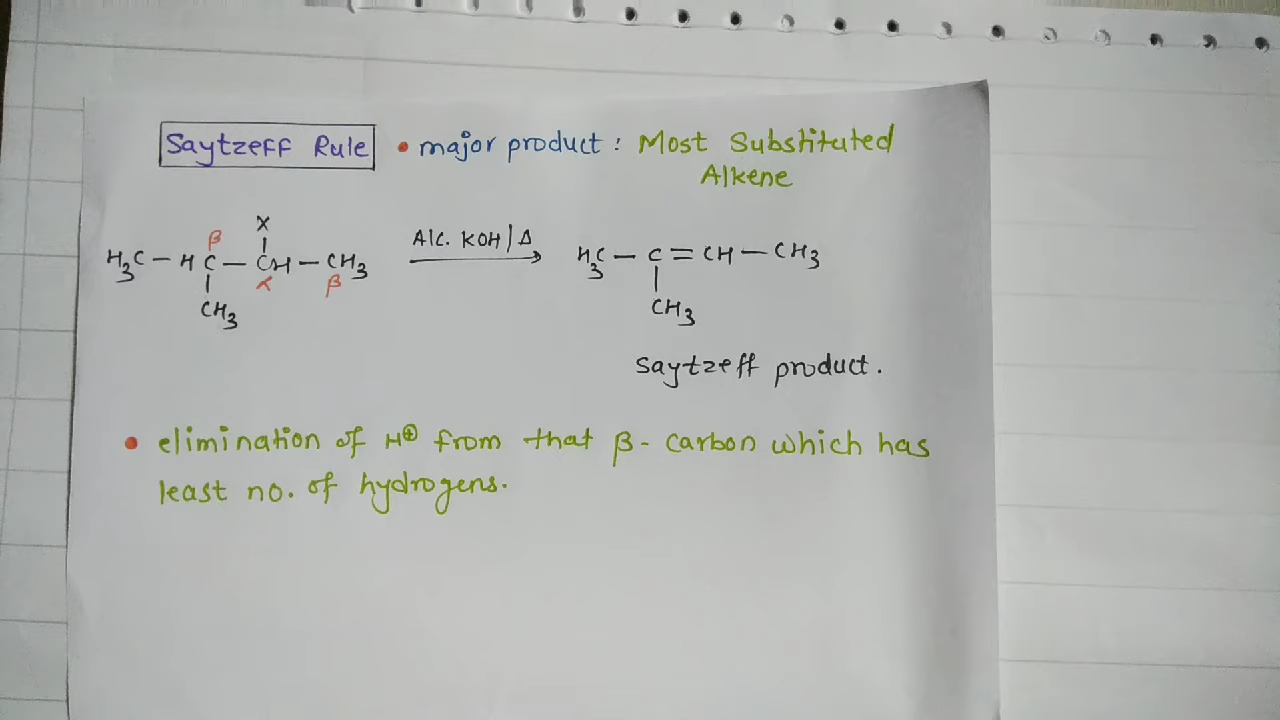 Saytzeff Rule • major product : Most Substituted
Alkene
X
β
H₃C – HC – CH – CH₃
α β
CH₃
Alc. KOH/Δ
H₃C – C = CH – CH₃
CH₃
Saytzeff product.
• elimination of H⊕ from that β- carbon which has
least no. of hydrogens.